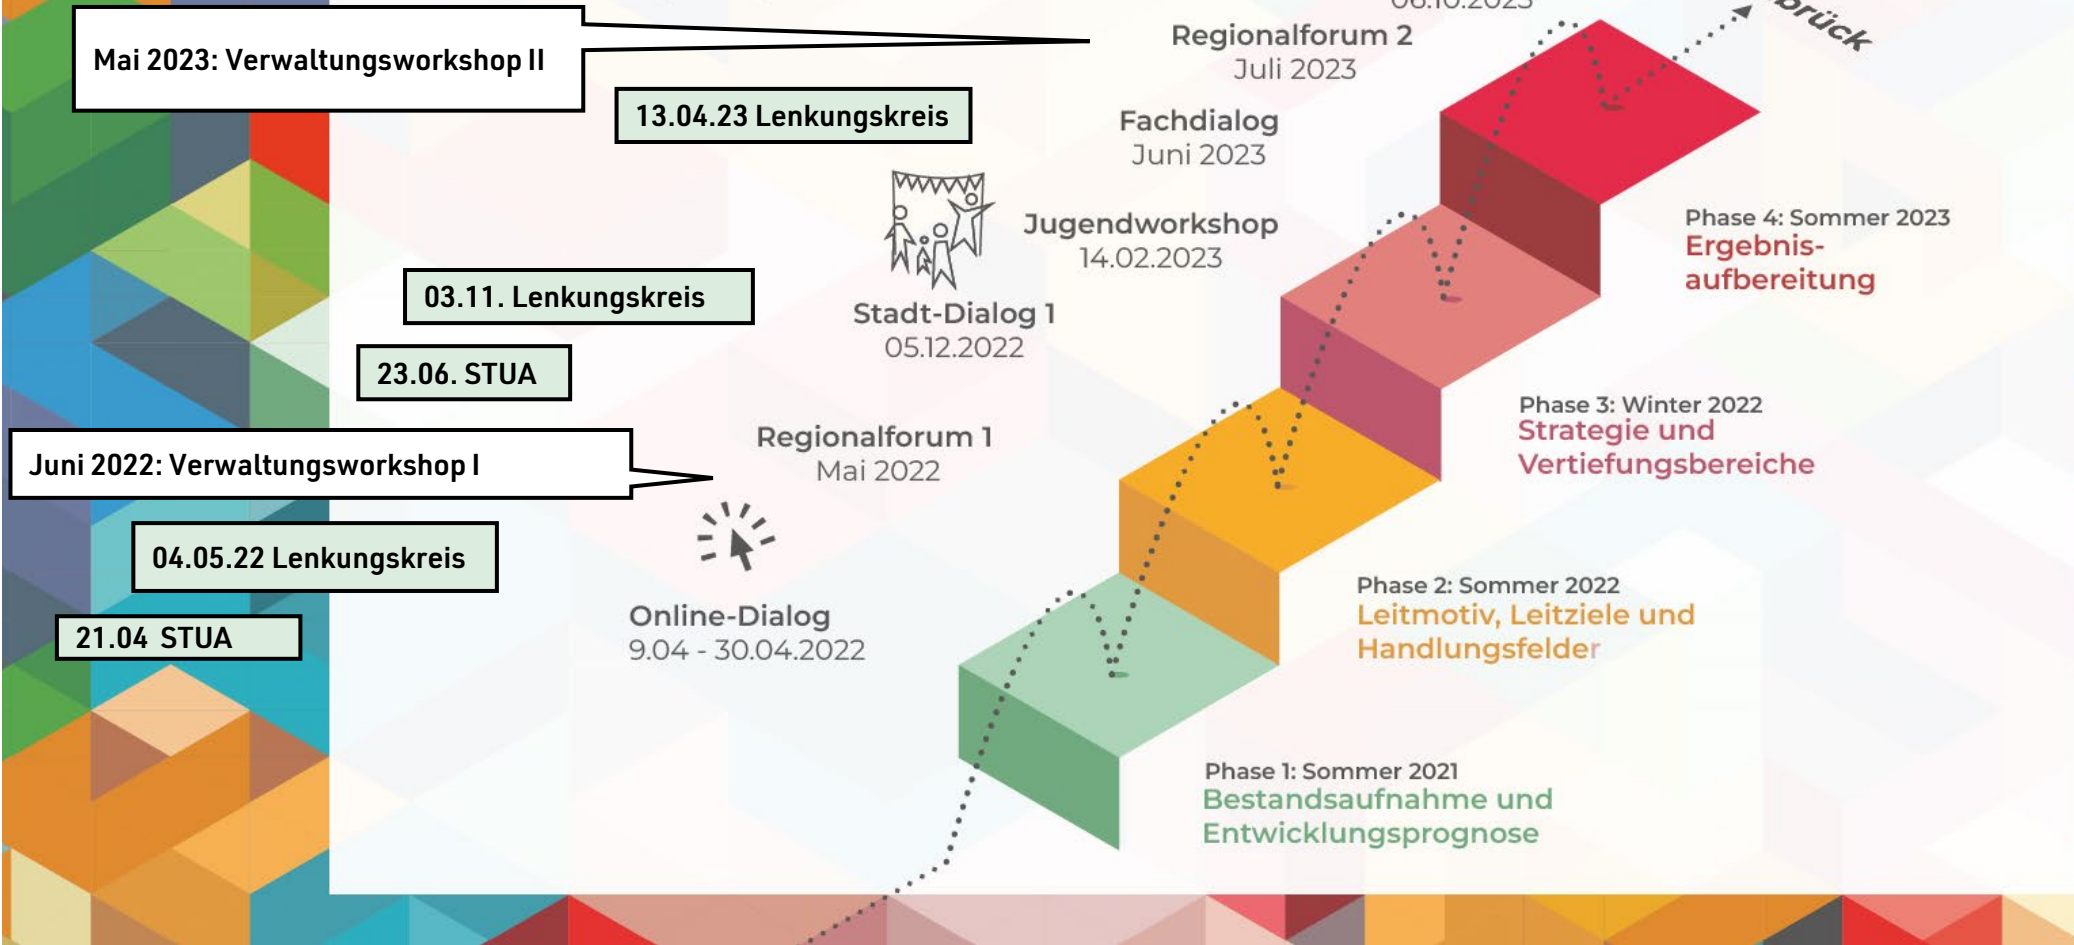 06.10.2023
Regionalforum 2
Juli 2023
Mai 2023: Verwaltungsworkshop II
13.04.23 Lenkungskreis
Fachdialog
Juni 2023
Jugendworkshop
14.02.2023
Phase 4: Sommer 2023
Ergebnis-
aufbereitung
03.11. Lenkungskreis
Stadt-Dialog 1
05.12.2022
23.06. STUA
Phase 3: Winter 2022
Strategie und
Vertiefungsbereiche
Regionalforum 1
Mai 2022
Juni 2022: Verwaltungsworkshop I
04.05.22 Lenkungskreis
Phase 2: Sommer 2022
Leitmotiv, Leitziele und
Handlungsfelder
Online-Dialog
9.04 - 30.04.2022
21.04 STUA
Phase 1: Sommer 2021
Bestandsaufnahme und
Entwicklungsprognose